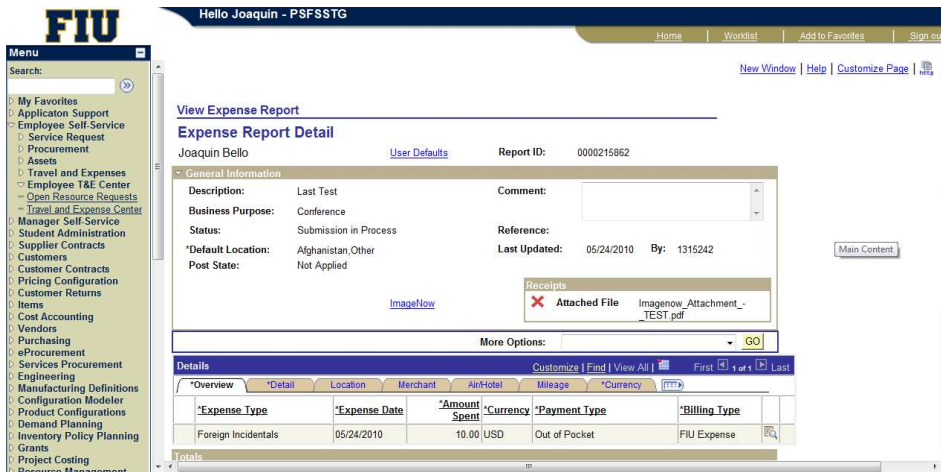 FIU
Hello Joaquin - PSFSSTG
Home | Worklist | Add to Favorites | Sign ou
Menu
Search:
My Favorites
Applicaton Support
Employee Self-Service
Service Request
Procurement
Assets
Travel and Expenses
Employee T&E Center
Open Resource Requests
Travel and Expense Center
Manager Self-Service
Student Administration
Supplier Contracts
Customers
Customer Contracts
Pricing Configuration
Customer Returns
Items
Cost Accounting
Vendors
Purchasing
eProcurement
Services Procurement
Engineering
Manufacturing Definitions
Configuration Modeler
Product Configurations
Demand Planning
Inventory Policy Planning
Grants
Project Costing
Resource Management
New Window | Help | Customize Page | http
View Expense Report
Expense Report Detail
Joaquin Bello User Defaults Report ID: 0000215862
General Information
Description: Last Test Comment:
Business Purpose: Conference
Status: Submission in Process Reference:
*Default Location: Afghanistan,Other Last Updated: 05/24/2010 By: 1315242
Post State: Not Applied
Main Content
Receipts
ImageNow Attached File Imagenow_Attachment_-
_TEST.pdf
More Options: GO
Details Customize | Find | View All | First 1 of 1 Last
*Overview *Detail Location Merchant Air/Hotel Mileage *Currency
*Expense Type *Expense Date *Amount Spent *Currency *Payment Type *Billing Type
Foreign Incidentals 05/24/2010 10.00 USD Out of Pocket FIU Expense
Totals